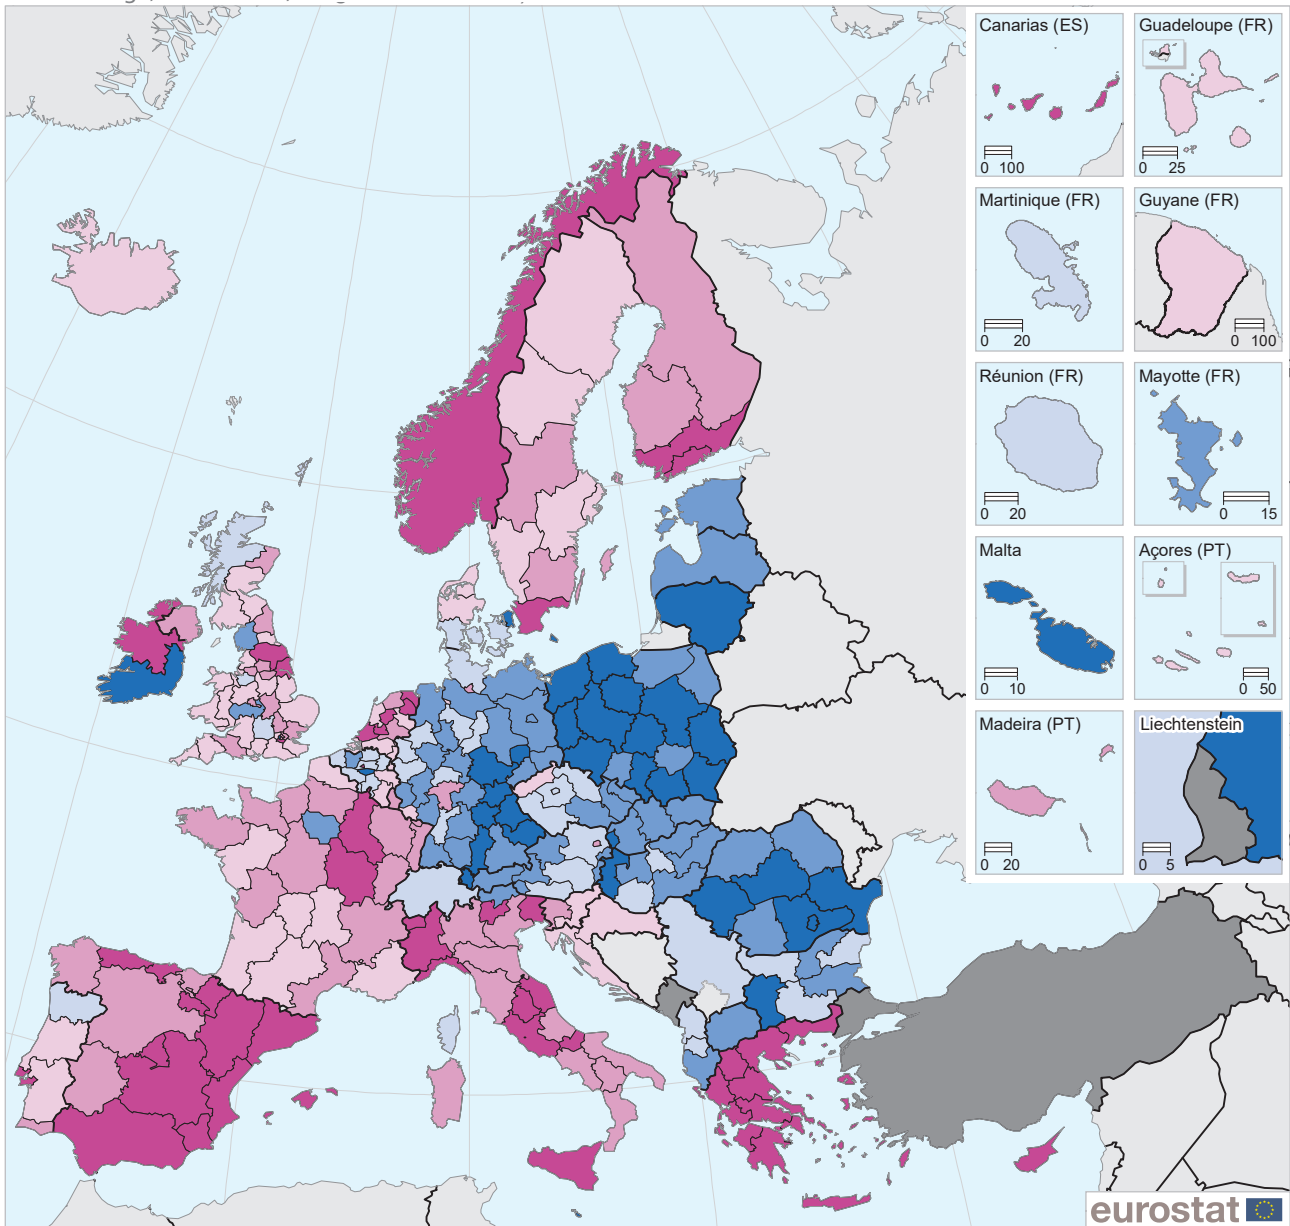 Canarias (ES)
0 100
Guadeloupe (FR)
0 25
Martinique (FR)
0 20
Guyane (FR)
0 100
Réunion (FR)
0 20
Mayotte (FR)
0 15
Malta
0 10
Açores (PT)
0 50
Madeira (PT)
0 20
Liechtenstein
0 5
eurostat